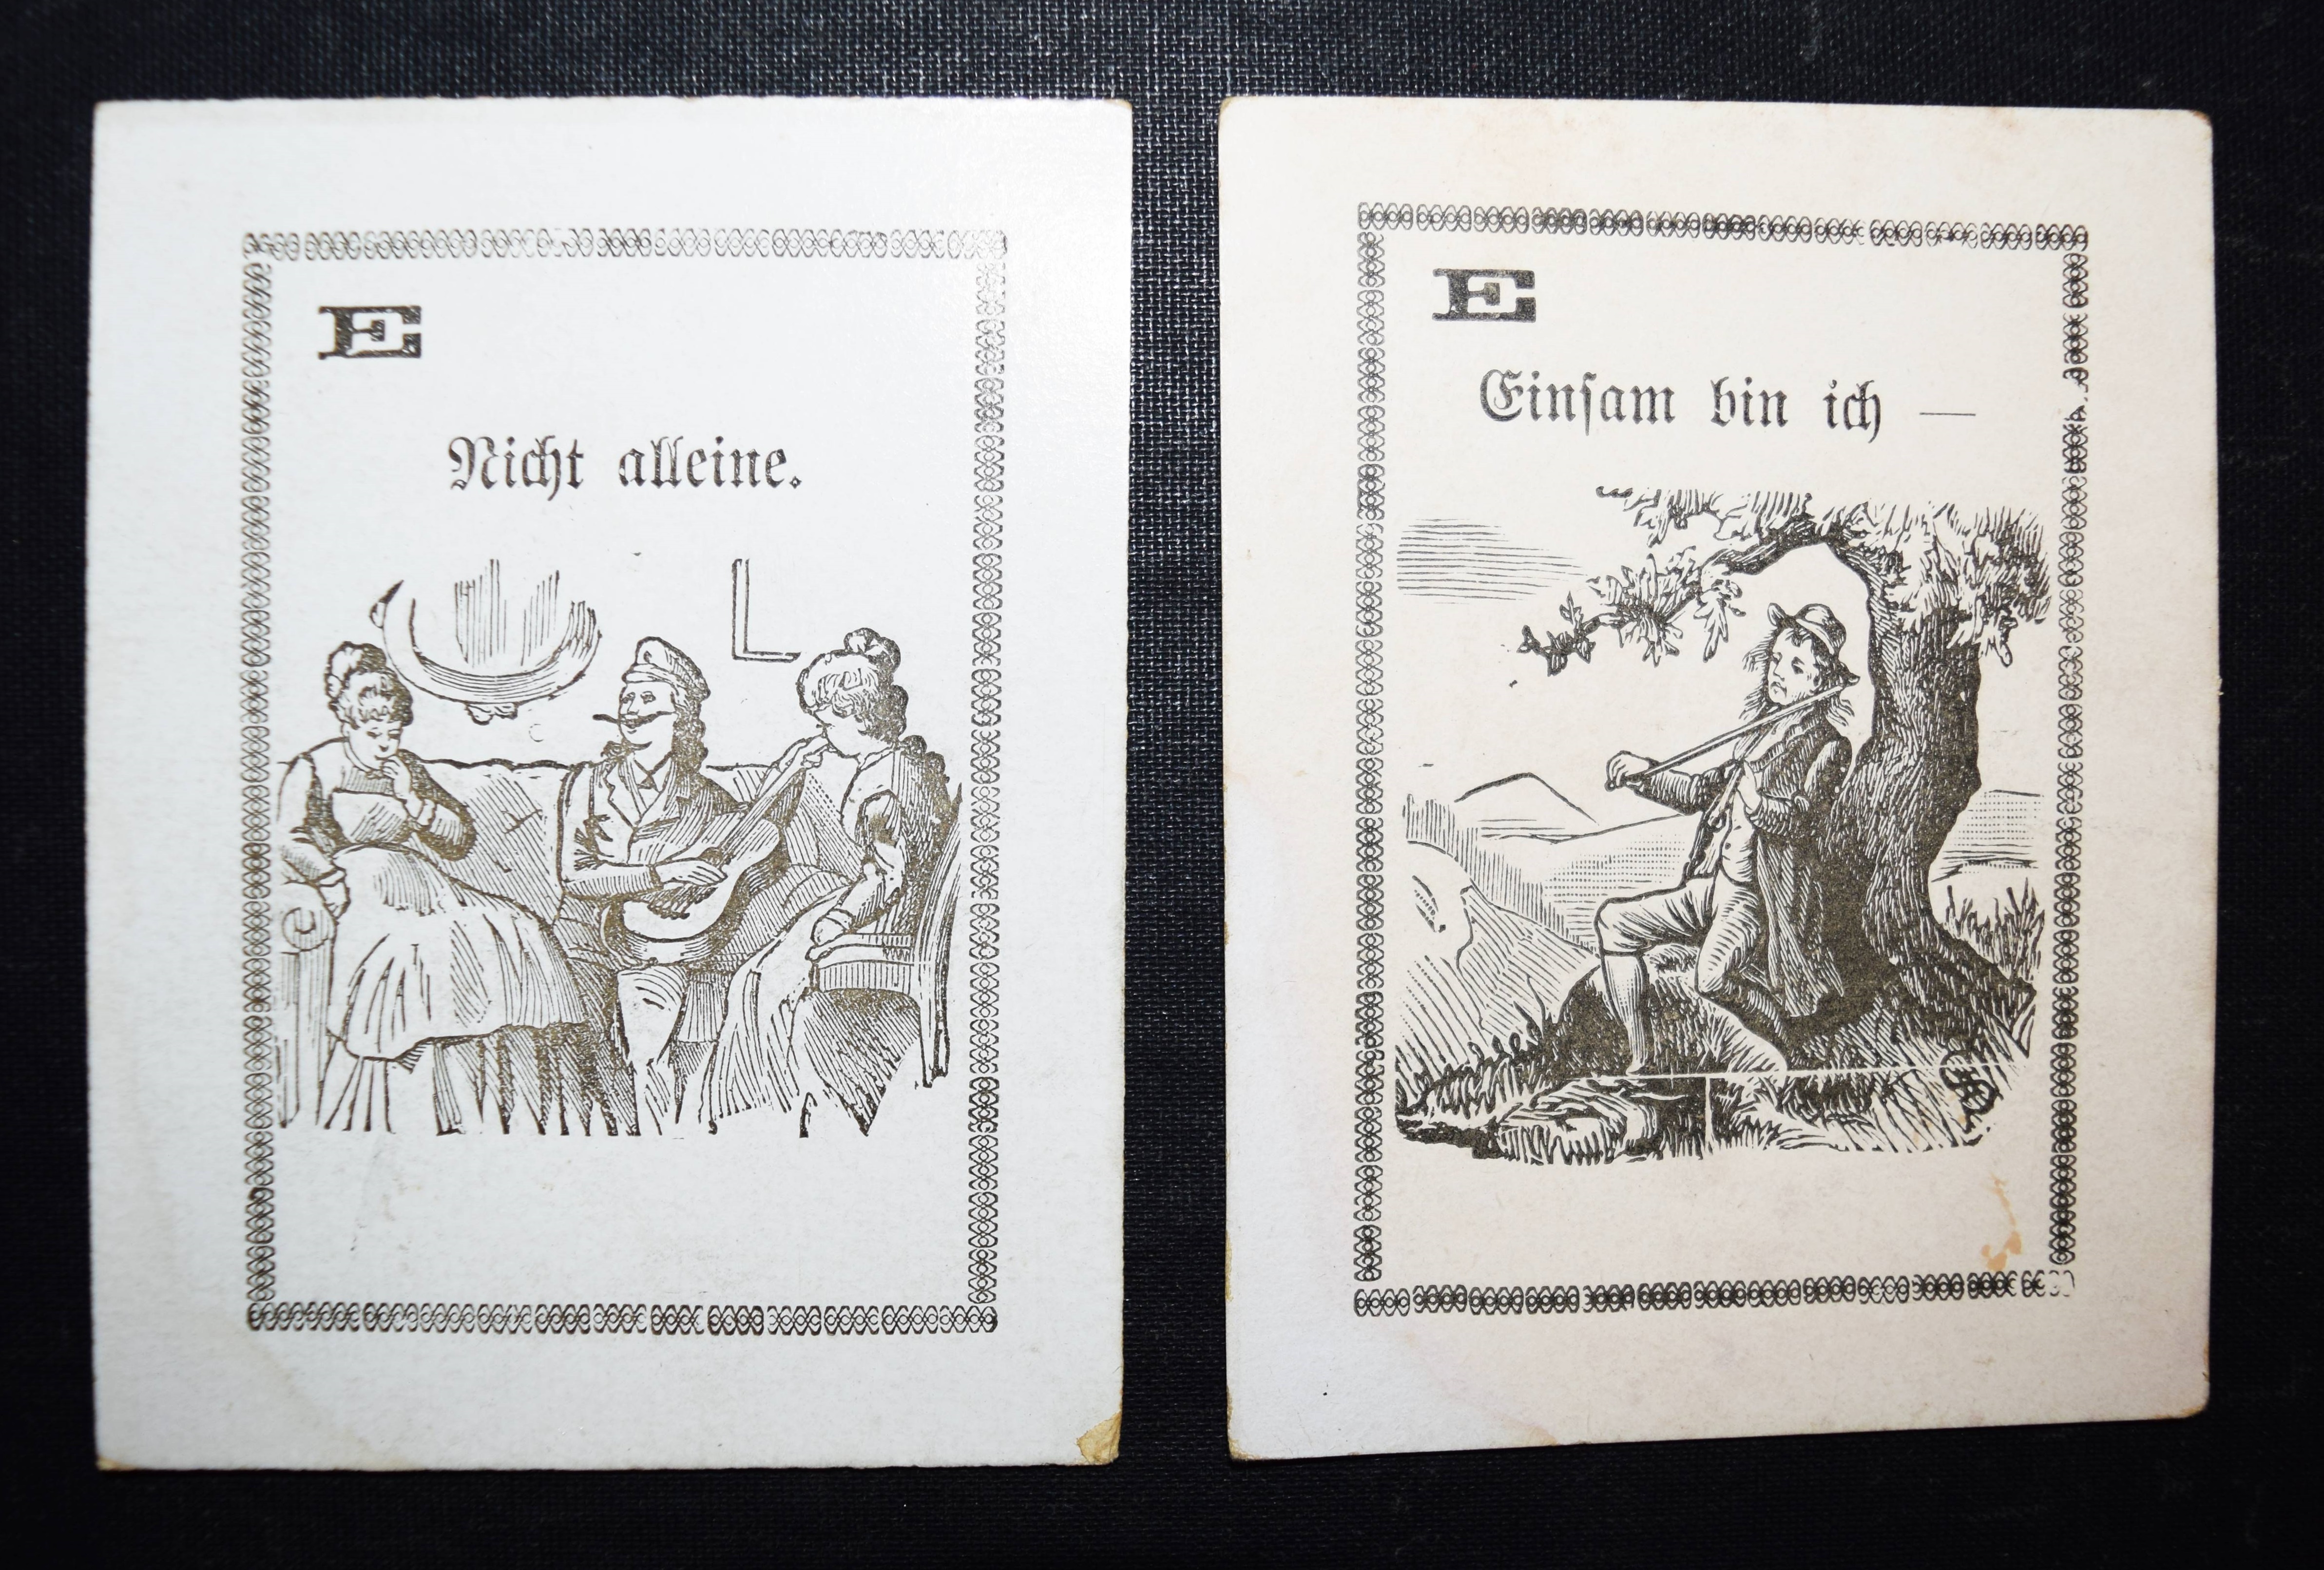 E
Nicht alleine.
E
Einsam bin ich —